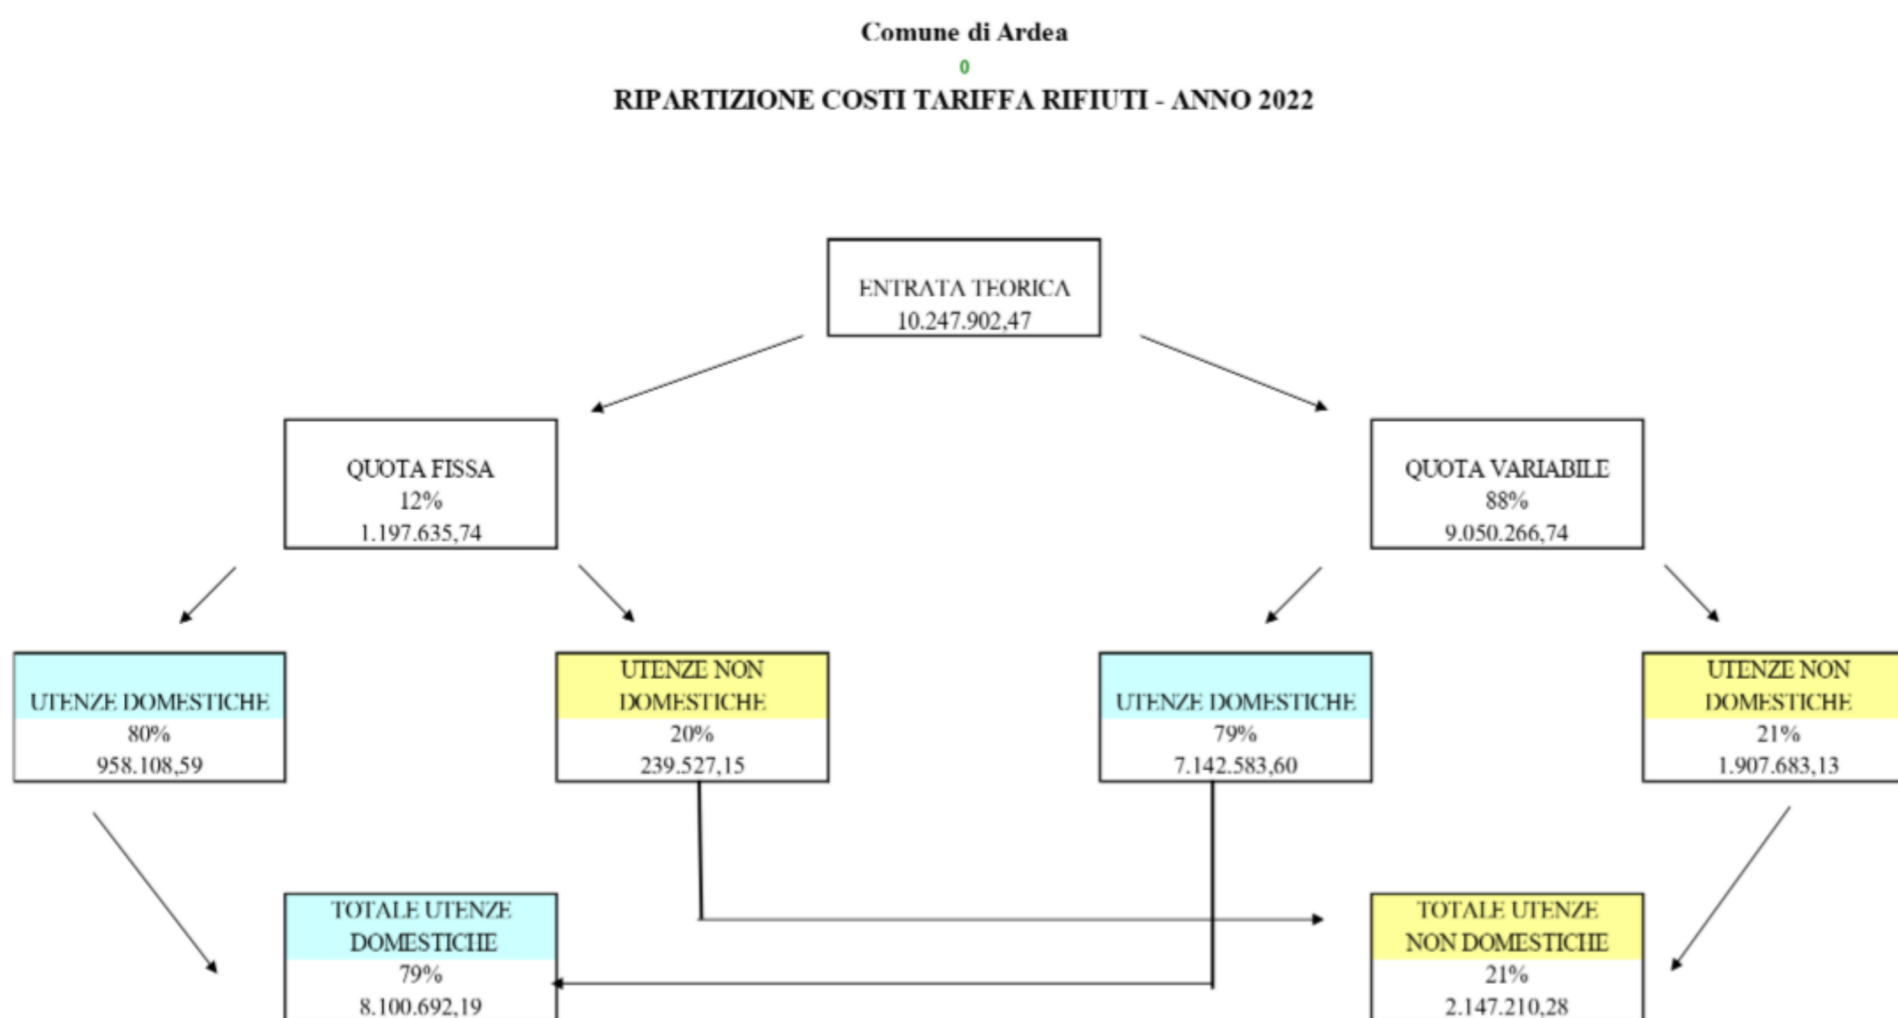 Comune di Ardea
0
RIPARTIZIONE COSTI TARIFFA RIFIUTI - ANNO 2022
ENTRATA TEORICA
10.247.902,47
QUOTA FISSA
12%
1.197.635,74
QUOTA VARIABILE
88%
9.050.266,74
UTENZE DOMESTICHE
80%
958.108,59
UTENZE NON
DOMESTICHE
20%
239.527,15
UTENZE DOMESTICHE
79%
7.142.583,60
UTENZE NON
DOMESTICHE
21%
1.907.683,13
TOTALE UTENZE
DOMESTICHE
79%
8.100.692,19
TOTALE UTENZE
NON DOMESTICHE
21%
2.147.210,28